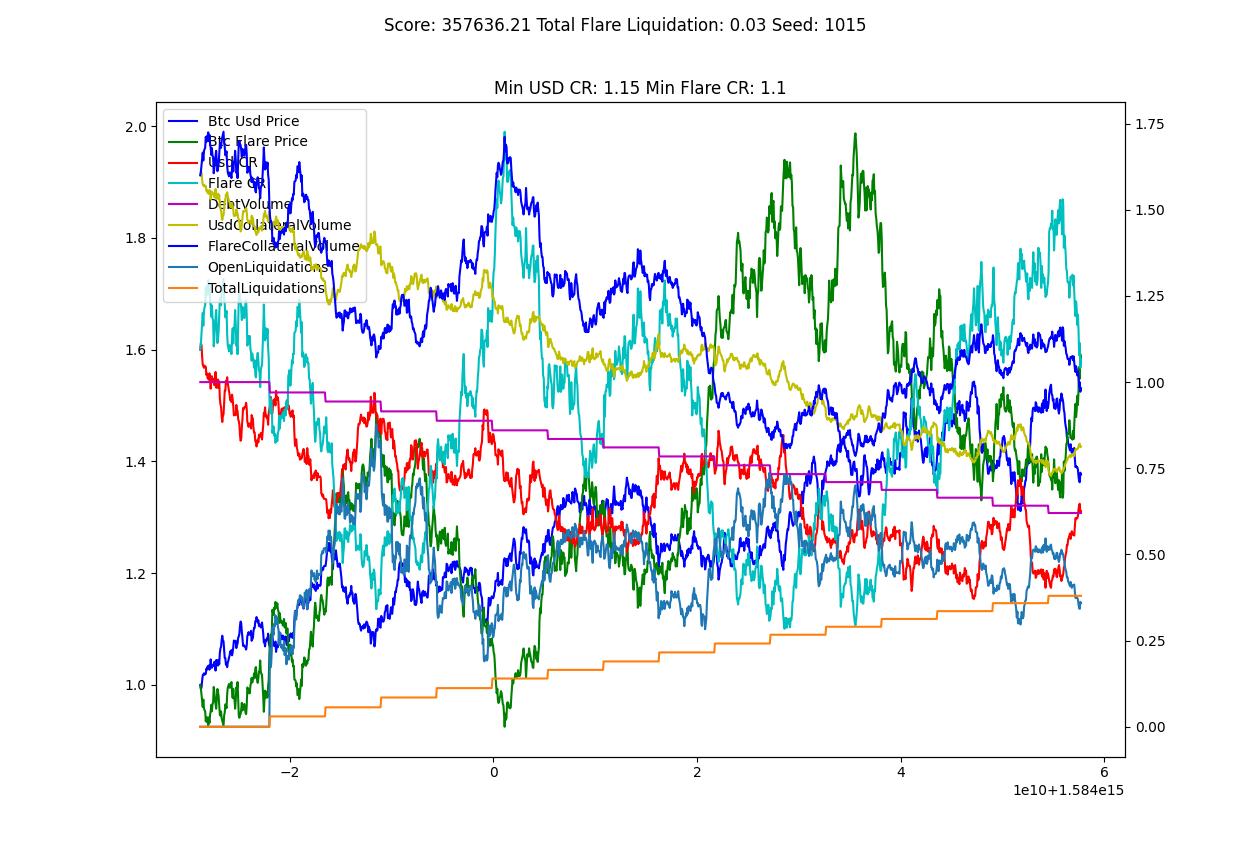 Score: 357636.21 Total Flare Liquidation: 0.03 Seed: 1015
Min USD CR: 1.15 Min Flare CR: 1.1
Btc Usd Price
Btc Flare Price
Usd CR
Flare CR
DebtVolume
UsdCollateralVolume
FlareCollateralVolume
OpenLiquidations
TotalLiquidations
2.0
1.8
1.6
1.4
1.2
1.0
1.75
1.50
1.25
1.00
0.75
0.50
0.25
0.00
−2
0
2
4
6
1e10+1.584e15